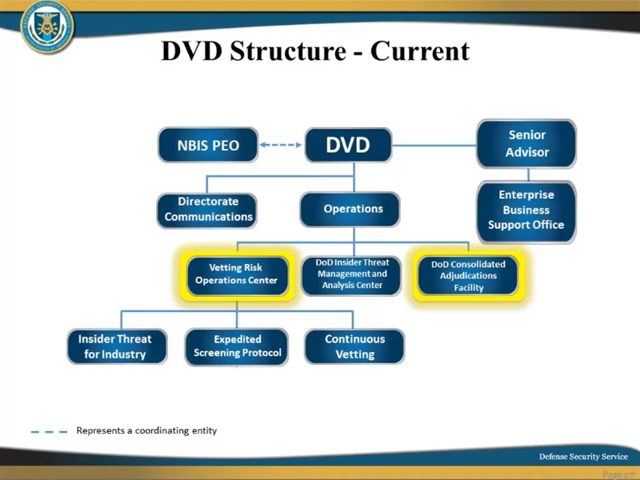 DVD Structure - Current
NBIS PEO
DVD
Senior
Advisor
Directorate
Communications
Operations
Enterprise
Business
Support Office
Vetting Risk
Operations Center
DoD Insider Threat
Management and
Analysis Center
DoD Consolidated
Adjudications
Facility
Insider Threat
for Industry
Expedited
Screening Protocol
Continuous
Vetting
Represents a coordinating entity
Defense Security Service